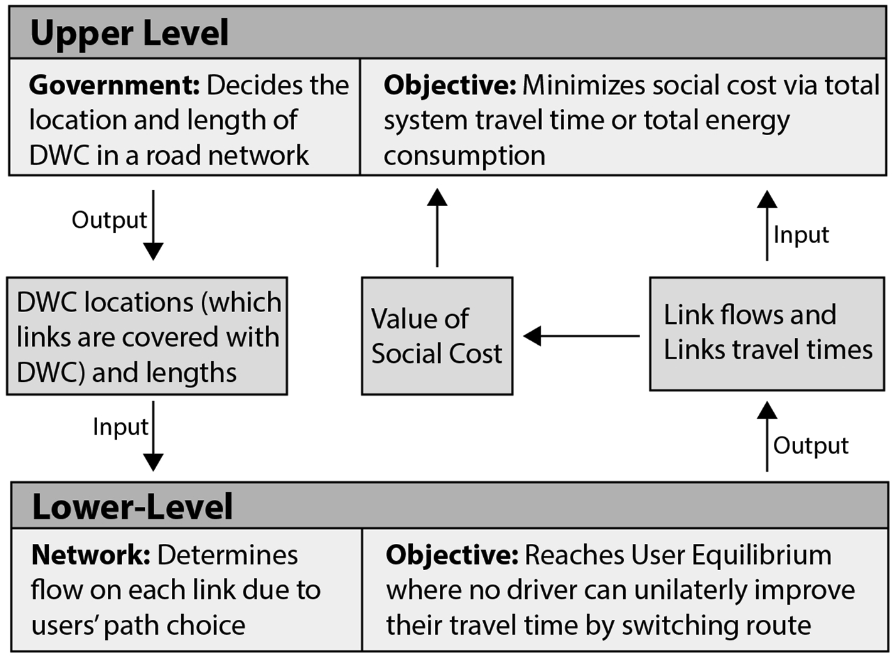 Upper Level
Government: Decides the
location and length of
DWC in a road network
Objective: Minimizes social cost via total
system travel time or total energy
consumption
Output
Input
DWC locations (which
links are covered with
DWC) and lengths
Value of
Social Cost
Link flows and
Links travel times
Input
Output
Lower-Level
Network: Determines
flow on each link due to
users' path choice
Objective: Reaches User Equilibrium
where no driver can unilaterly improve
their travel time by switching route